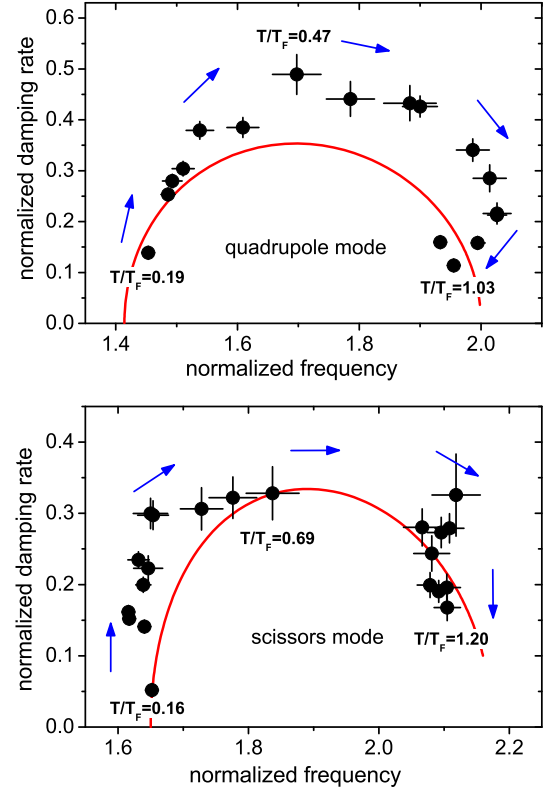 0.6
0.5
0.4
0.3
0.2
0.1
0.0
normalized damping rate
T/T_F=0.47
quadrupole mode
T/T_F=0.19
T/T_F=1.03
1.4 1.6 1.8 2.0
normalized frequency
0.4
0.3
0.2
0.1
0.0
normalized damping rate
T/T_F=0.69
scissors mode
T/T_F=1.20
T/T_F=0.16
1.6 1.8 2.0 2.2
normalized frequency